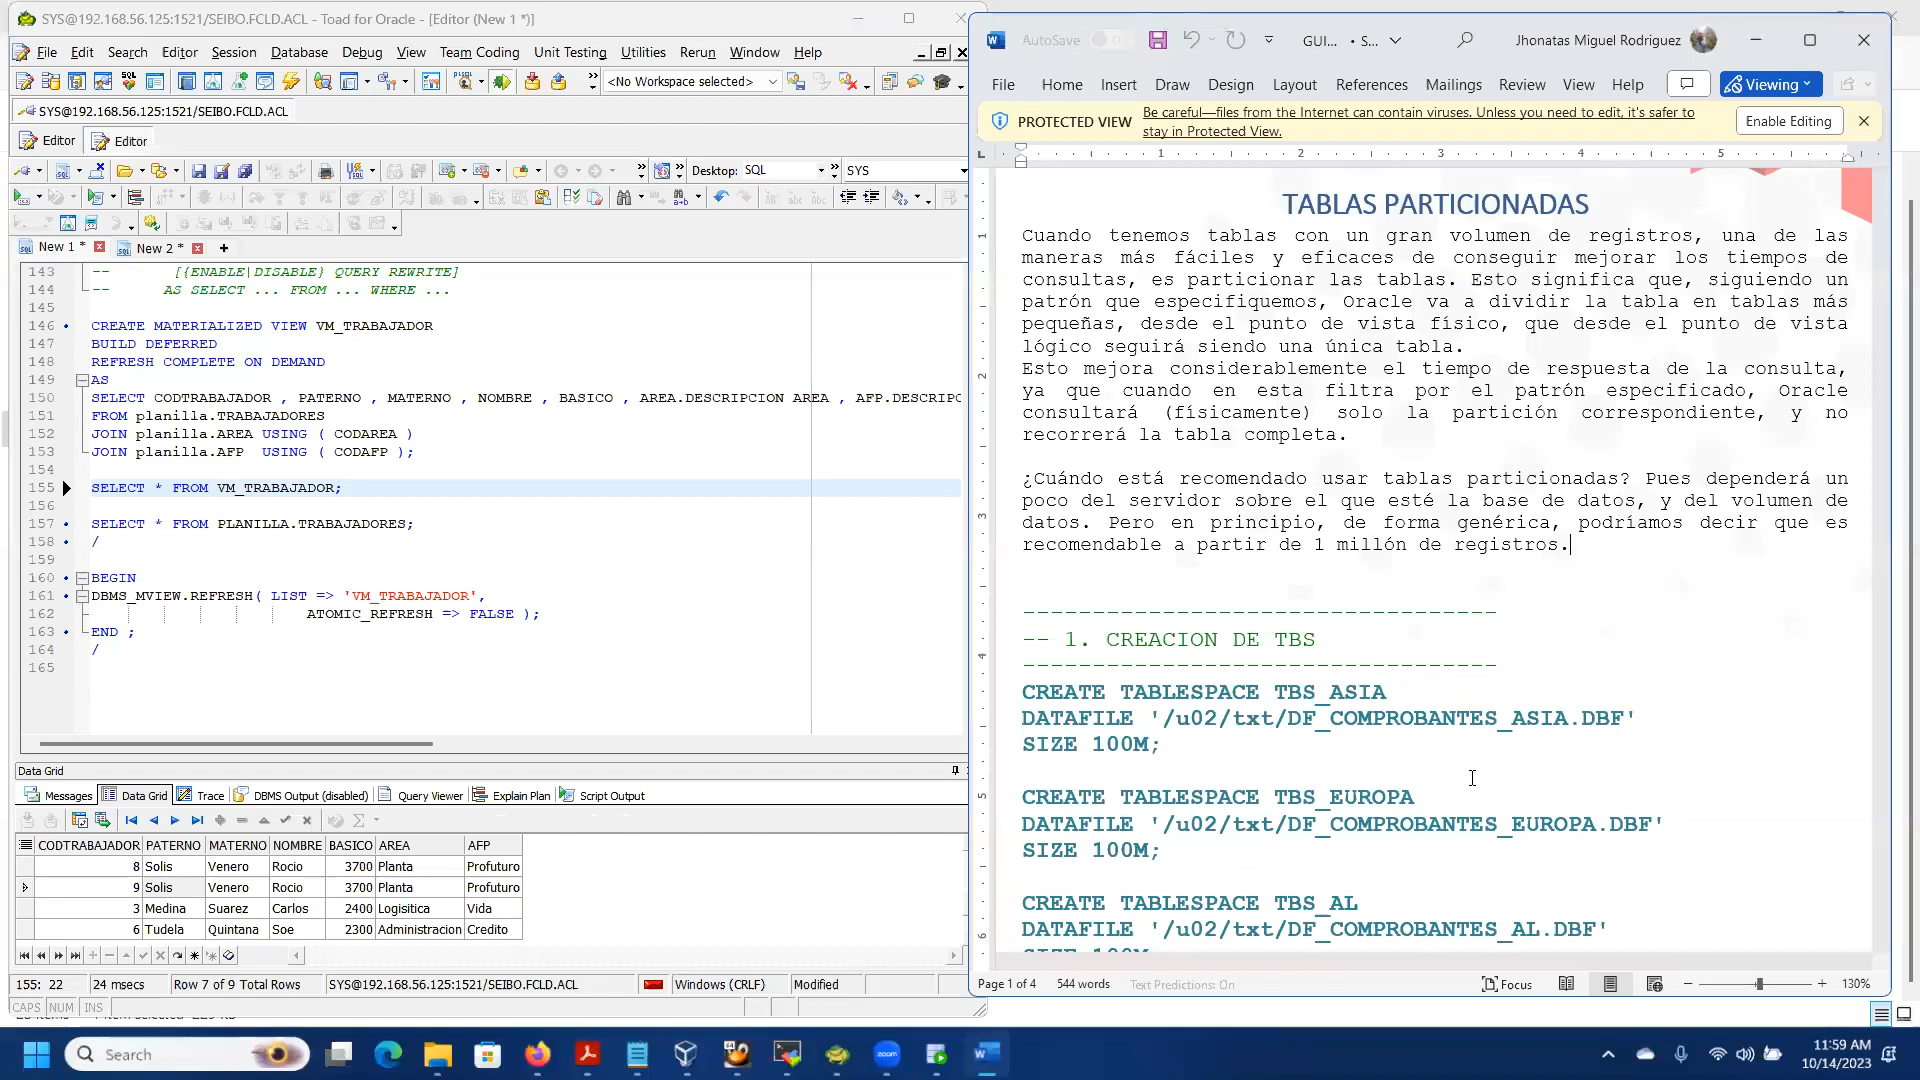 SYS@192.168.56.125:1521/SEIBO.FCLD.ACL - Toad for Oracle - [Editor (New 1 *)]
File Edit Search Editor Session Database Debug View Team Coding Unit Testing Utilities Rerun Window Help
<No Workspace selected>
SYS@192.168.56.125:1521/SEIBO.FCLD.ACL
Editor Editor
Desktop: SQL SYS
New 1 * New 2 *
143 -- [{ENABLE|DISABLE} QUERY REWRITE]
144 -- AS SELECT ... FROM ... WHERE ...
145
146 CREATE MATERIALIZED VIEW VM_TRABAJADOR
147 BUILD DEFERRED
148 REFRESH COMPLETE ON DEMAND
149 AS
150 SELECT CODTRABAJADOR , PATERNO , MATERNO , NOMBRE , BASICO , AREA.DESCRIPCION AREA , AFP.DESCRIPC
151 FROM planilla.TRABAJADORES
152 JOIN planilla.AREA USING ( CODAREA )
153 JOIN planilla.AFP USING ( CODAFP );
154
155 SELECT * FROM VM_TRABAJADOR;
156
157 SELECT * FROM PLANILLA.TRABAJADORES;
158 /
159
160 BEGIN
161 DBMS_MVIEW.REFRESH( LIST => 'VM_TRABAJADOR',
162 ATOMIC_REFRESH => FALSE );
163 END ;
164 /
165
Data Grid
Messages Data Grid Trace DBMS Output (disabled) Query Viewer Explain Plan Script Output
CODTRABAJADOR PATERNO MATERNO NOMBRE BASICO AREA AFP
8 Solis Venero Rocio 3700 Planta Profuturo
9 Solis Venero Rocio 3700 Planta Profuturo
3 Medina Suarez Carlos 2400 Logisitica Vida
6 Tudela Quintana Soe 2300 Administracion Credito
155: 22 24 msecs Row 7 of 9 Total Rows SYS@192.168.56.125:1521/SEIBO.FCLD.ACL Windows (CRLF) Modified
CAPS NUM INS
AutoSave Off GUI... • S... Jhonatas Miguel Rodriguez
File Home Insert Draw Design Layout References Mailings Review View Help Viewing
PROTECTED VIEW Be careful—files from the Internet can contain viruses. Unless you need to edit, it's safer to stay in Protected View. Enable Editing
1 2 3 4 5
TABLAS PARTICIONADAS
Cuando tenemos tablas con un gran volumen de registros, una de las
maneras más fáciles y eficaces de conseguir mejorar los tiempos de
consultas, es particionar las tablas. Esto significa que, siguiendo un
patrón que especifiquemos, Oracle va a dividir la tabla en tablas más
pequeñas, desde el punto de vista físico, que desde el punto de vista
lógico seguirá siendo una única tabla.
Esto mejora considerablemente el tiempo de respuesta de la consulta,
ya que cuando en esta filtra por el patrón especificado, Oracle
consultará (físicamente) solo la partición correspondiente, y no
recorrerá la tabla completa.
¿Cuándo está recomendado usar tablas particionadas? Pues dependerá un
poco del servidor sobre el que esté la base de datos, y del volumen de
datos. Pero en principio, de forma genérica, podríamos decir que es
recomendable a partir de 1 millón de registros.
----------------------------------
-- 1. CREACION DE TBS
----------------------------------
CREATE TABLESPACE TBS_ASIA
DATAFILE '/u02/txt/DF_COMPROBANTES_ASIA.DBF'
SIZE 100M;
CREATE TABLESPACE TBS_EUROPA
DATAFILE '/u02/txt/DF_COMPROBANTES_EUROPA.DBF'
SIZE 100M;
CREATE TABLESPACE TBS_AL
DATAFILE '/u02/txt/DF_COMPROBANTES_AL.DBF'
SIZE 100M;
Page 1 of 4 544 words Text Predictions: On Focus 130%
Search
11:59 AM
10/14/2023